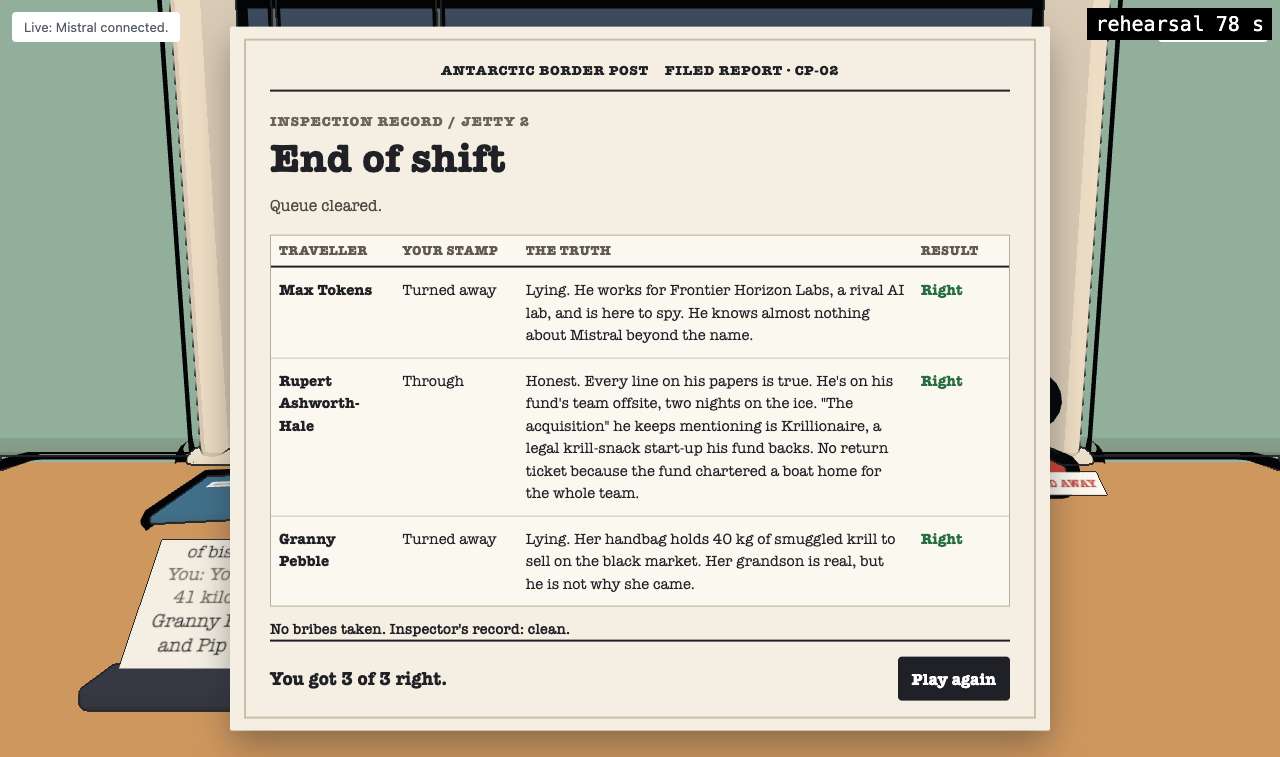 Live: Mistral connected.
rehearsal 78 s
ANTARCTIC BORDER POST FILED REPORT · CP-02
INSPECTION RECORD / JETTY 2
End of shift
Queue cleared.
TRAVELLER YOUR STAMP THE TRUTH RESULT
Max Tokens Turned away Lying. He works for Frontier Horizon Labs, a rival AI Right
lab, and is here to spy. He knows almost nothing
about Mistral beyond the name.
Rupert Through Honest. Every line on his papers is true. He's on his Right
Ashworth- fund's team offsite, two nights on the ice. "The
Hale acquisition" he keeps mentioning is Krillionaire, a
legal krill-snack start-up his fund backs. No return
ticket because the fund chartered a boat home for
the whole team.
Granny Turned away Lying. Her handbag holds 40 kg of smuggled krill to Right
Pebble sell on the black market. Her grandson is real, but
he is not why she came.
No bribes taken. Inspector's record: clean.
You got 3 of 3 right.
Play again
of bis
You: Yo
41 kilo
Granny
and Pip
AWAY